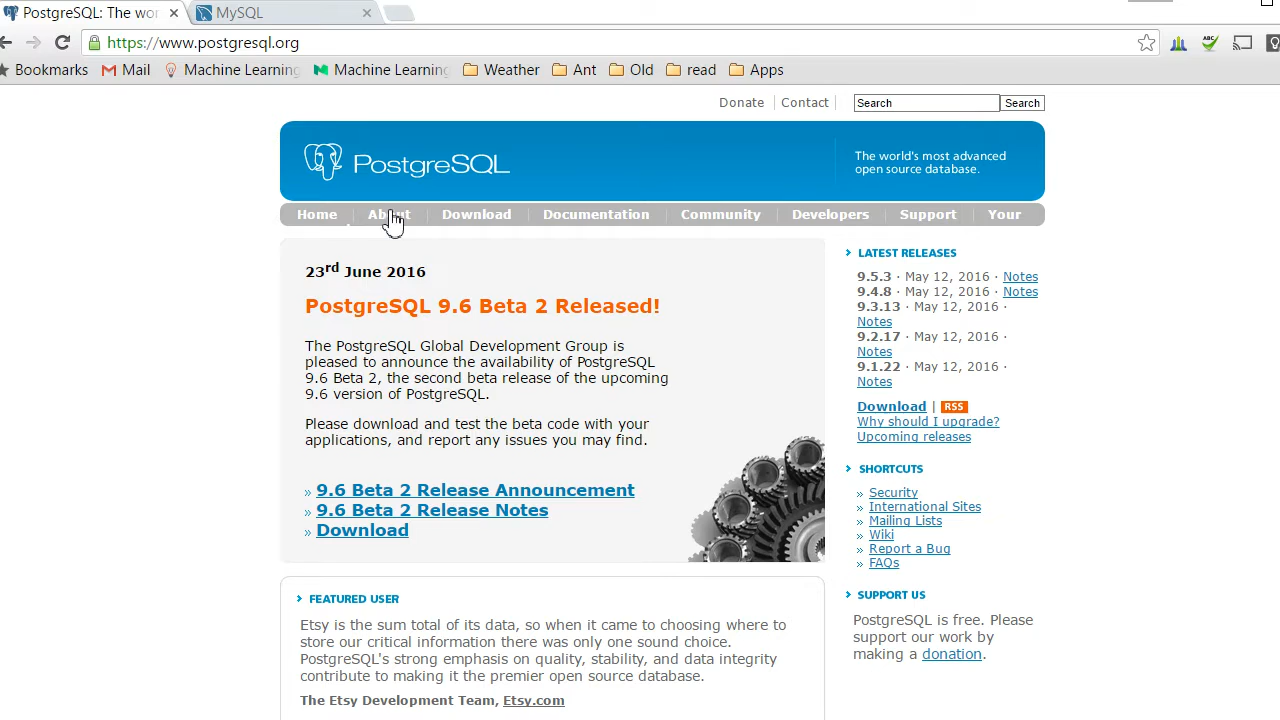 PostgreSQL: The wor
MySQL
https://www.postgresql.org
ABC
Bookmarks Mail Machine Learning Machine Learning Weather Ant Old read Apps
Donate Contact Search Search
PostgreSQL
The world's most advanced
open source database.
Home About Download Documentation Community Developers Support Your
23rd June 2016
PostgreSQL 9.6 Beta 2 Released!
The PostgreSQL Global Development Group is
pleased to announce the availability of PostgreSQL
9.6 Beta 2, the second beta release of the upcoming
9.6 version of PostgreSQL.
Please download and test the beta code with your
applications, and report any issues you may find.
» 9.6 Beta 2 Release Announcement
» 9.6 Beta 2 Release Notes
» Download
FEATURED USER
Etsy is the sum total of its data, so when it came to choosing where to
store our critical information there was only one sound choice.
PostgreSQL's strong emphasis on quality, stability, and data integrity
contribute to making it the premier open source database.
The Etsy Development Team, Etsy.com
LATEST RELEASES
9.5.3 · May 12, 2016 · Notes
9.4.8 · May 12, 2016 · Notes
9.3.13 · May 12, 2016 ·
Notes
9.2.17 · May 12, 2016 ·
Notes
9.1.22 · May 12, 2016 ·
Notes
Download | RSS
Why should I upgrade?
Upcoming releases
SHORTCUTS
» Security
» International Sites
» Mailing Lists
» Wiki
» Report a Bug
» FAQs
SUPPORT US
PostgreSQL is free. Please
support our work by
making a donation.